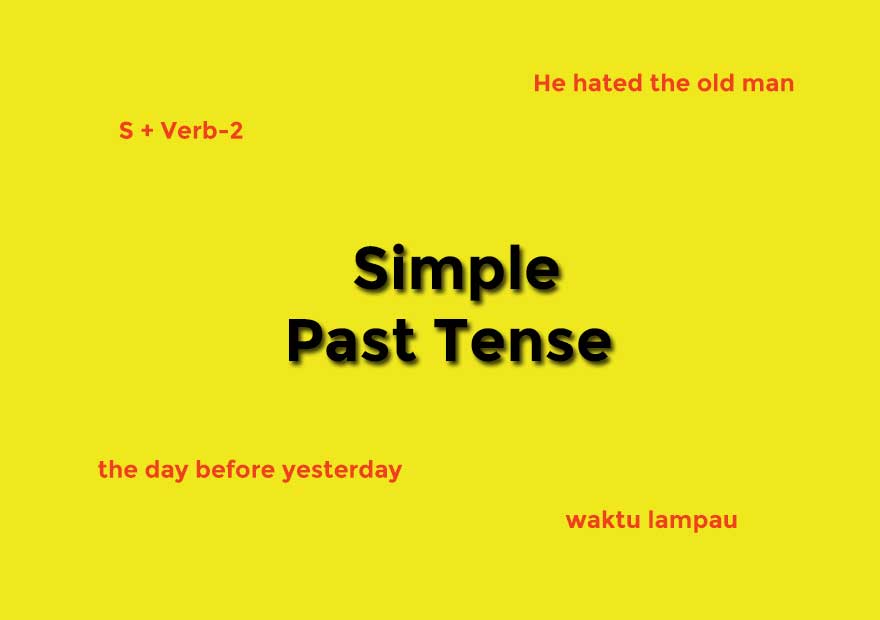 He hated the old man
S + Verb-2
Simple
Past Tense
the day before yesterday
waktu lampau